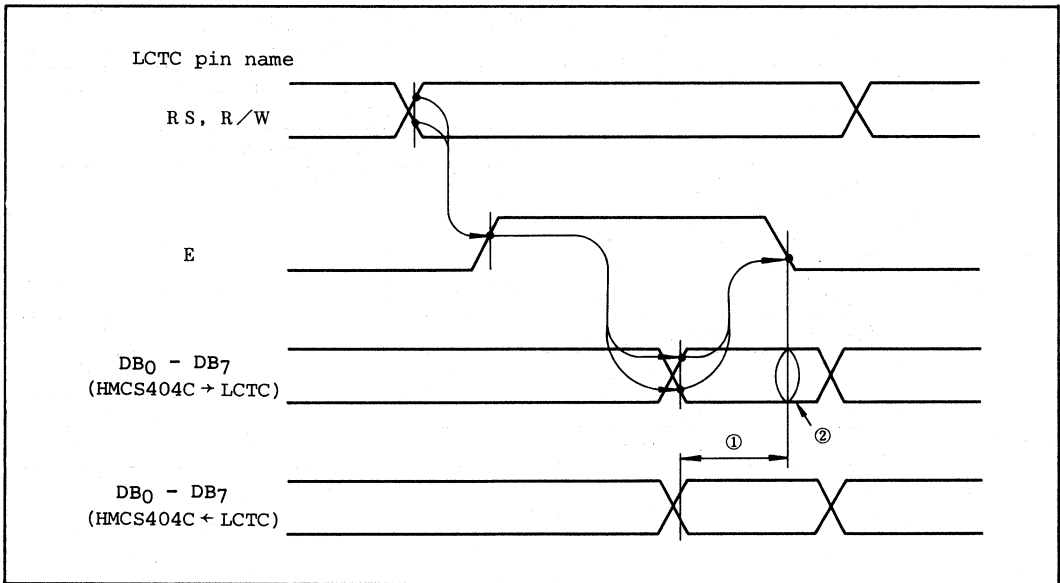 LCTC pin name
RS, R/W
E
DB0 - DB7
(HMCS404C → LCTC)
②
①
DB0 - DB7
(HMCS404C ← LCTC)